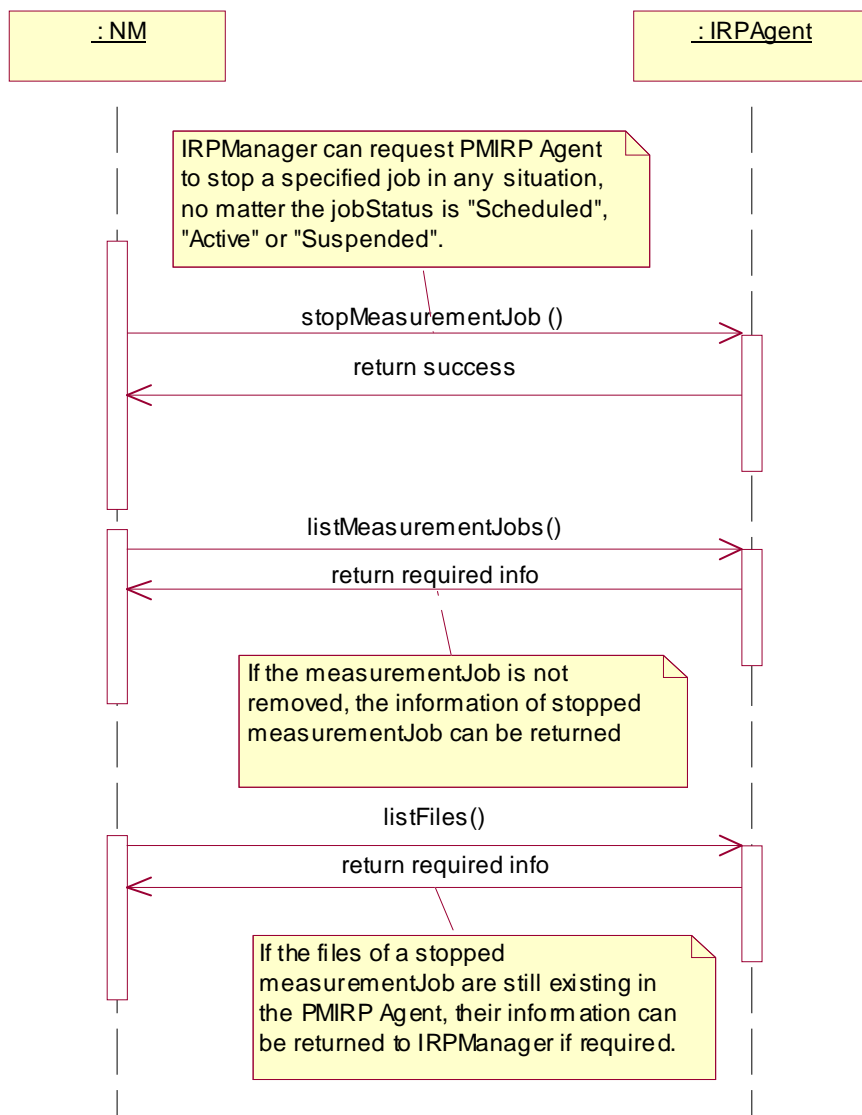 : NM
: IRPAgent
IRPManager can request PMIRP Agent
to stop a specified job in any situation,
no matter the jobStatus is "Scheduled",
"Active" or "Suspended".
stopMeasurementJob ()
return success
listMeasurementJobs()
return required info
If the measurementJob is not
removed, the information of stopped
measurementJob can be returned
listFiles()
return required info
If the files of a stopped
measurementJob are still existing in
the PMIRP Agent, their information can
be returned to IRPManager if required.